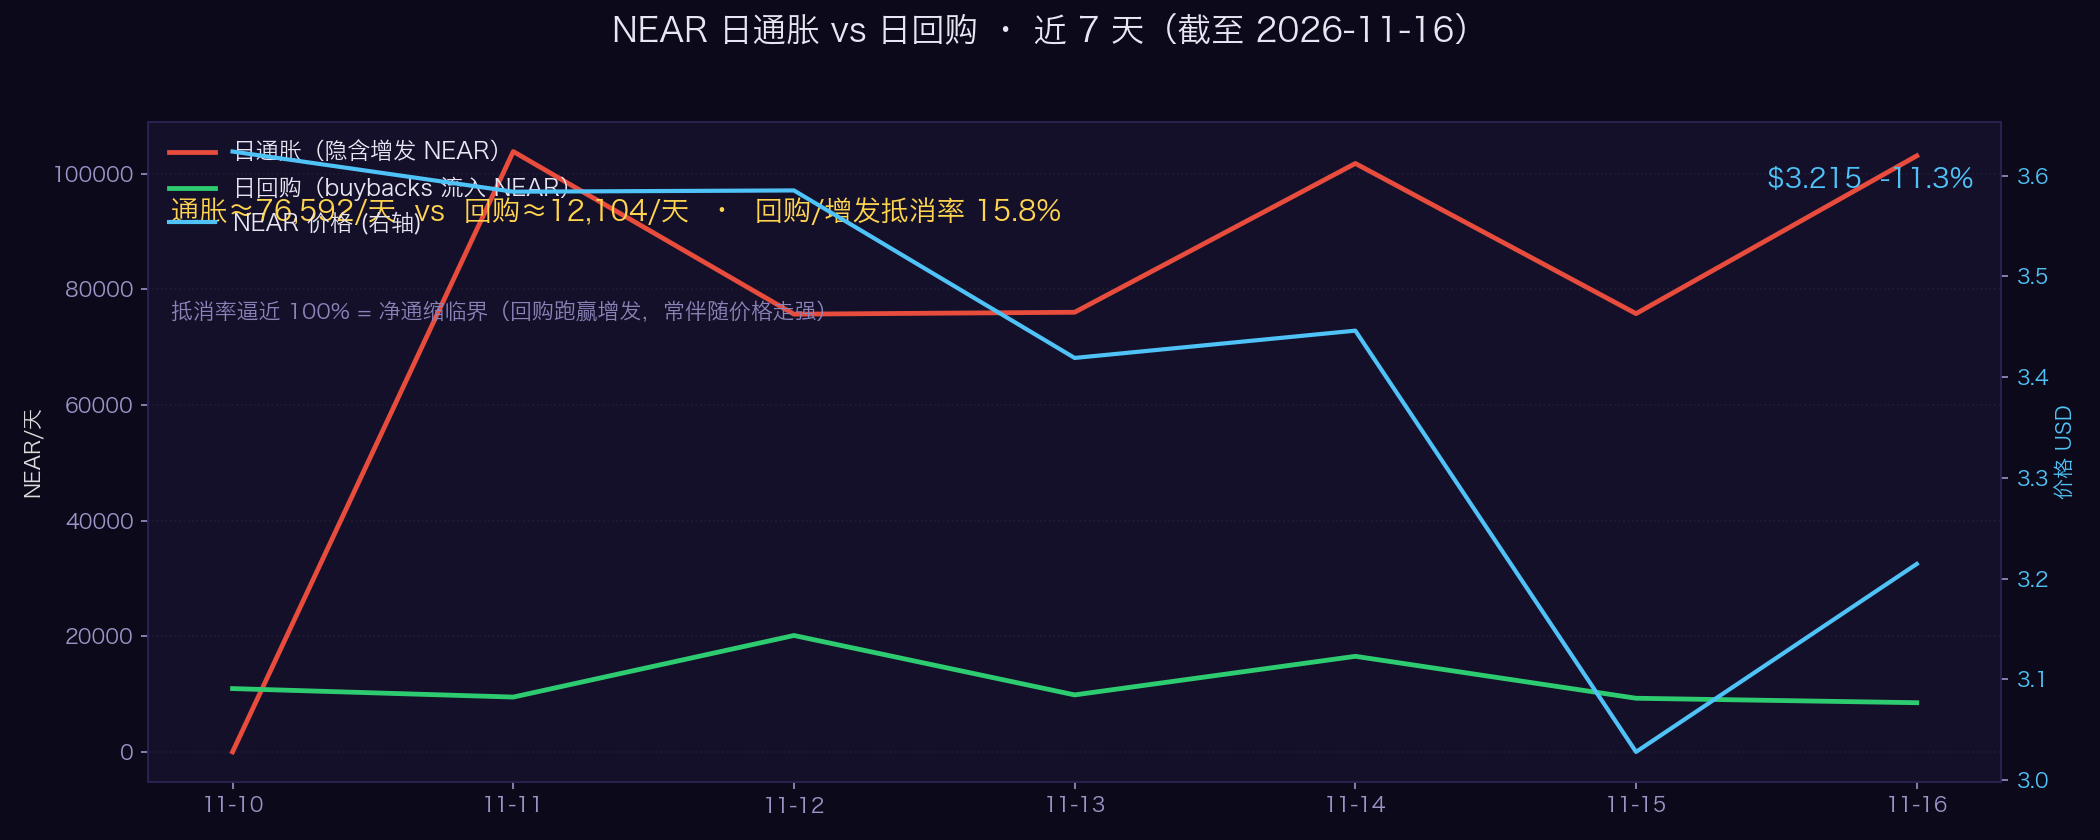 NEAR 日通胀 vs 日回购 · 近 7 天（截至 2026-11-16）
日通胀（隐含增发 NEAR）
日回购（buybacks 流入 NEAR）
NEAR 价格 (右轴)
通胀≈76,592/天 vs 回购≈12,104/天 · 回购/增发抵消率 15.8%
抵消率逼近 100% = 净通缩临界（回购跑赢增发，常伴随价格走强）
$3.215 -11.3%
NEAR/天
100000
80000
60000
40000
20000
0
价格 USD
3.6
3.5
3.4
3.3
3.2
3.1
3.0
11-10 11-11 11-12 11-13 11-14 11-15 11-16